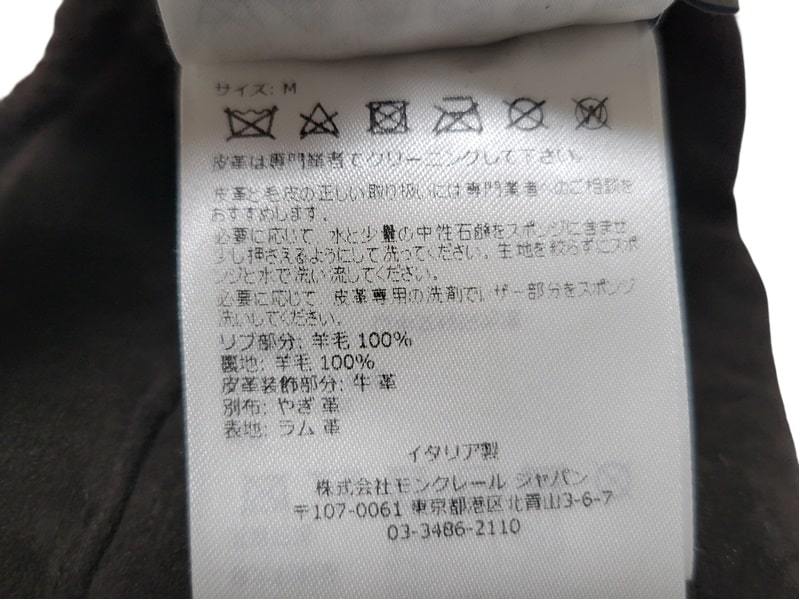 サイズ: M
皮革は専門業者でクリーニングして下さい。
皮革と毛皮の正しい取り扱いには専門業者へのご相談を
おすすめします。
必要に応じて 水と少量の中性石鹸をスポンジに含ませ
少し押さえるようにして洗ってください。生地を絞らずにスポ
ンジと水で洗い流してください。
必要に応じて 皮革専用の洗剤でレザー部分をスポンジ
洗いしてください。
リブ部分: 羊毛 100%
裏地: 羊毛 100%
皮革装飾部分: 牛 革
別布: やぎ 革
表地: ラム 革
イタリア製
株式会社モンクレール ジャパン
〒107-0061 東京都港区北青山3-6-7
03-3486-2110